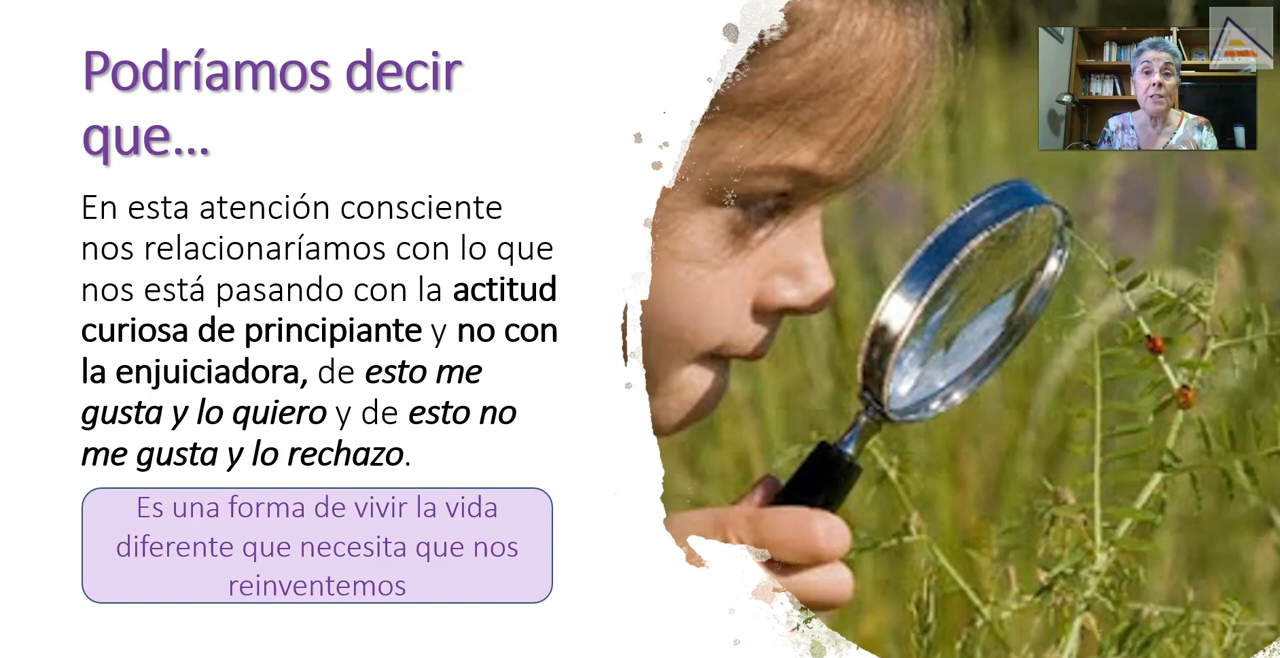 Podríamos decir
que...
En esta atención consciente
nos relacionaríamos con lo que
nos está pasando con la actitud
curiosa de principiante y no con
la enjuiciadora, de esto me
gusta y lo quiero y de esto no
me gusta y lo rechazo.
Es una forma de vivir la vida
diferente que necesita que nos
reinventemos